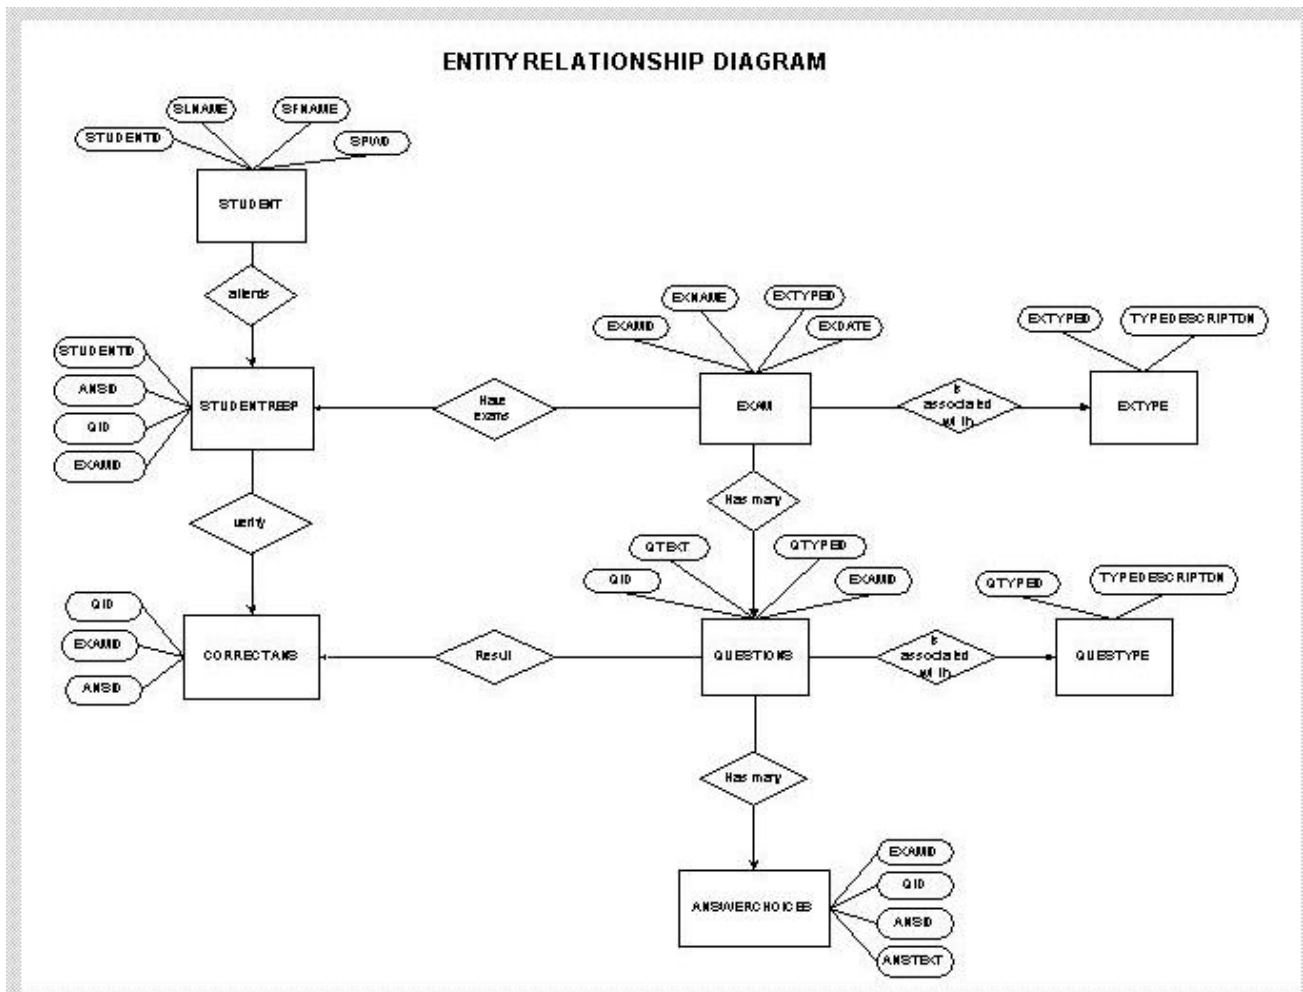 ENTITY RELATIONSHIP DIAGRAM
SLNAME
SFNAME
STUDENTID
SPWD
STUDENT
attends
EXNAME
EXTYPEID
EXAMID
EXDATE
EXTYPEID
TYPEDESCRIPTION
STUDENTID
ANSID
QID
EXAMID
STUDENTRESP
Have
exams
EXAM
is
associated
with
EXTYPE
verify
Has many
QTEXT
QTYPEID
QID
EXAMID
QTYPEID
TYPEDESCRIPTION
QID
EXAMID
ANSID
CORRECTANS
Result
QUESTIONS
is
associated
with
QUESTYPE
Has many
ANSWERCHOICES
EXAMID
QID
ANSID
ANSTEXT